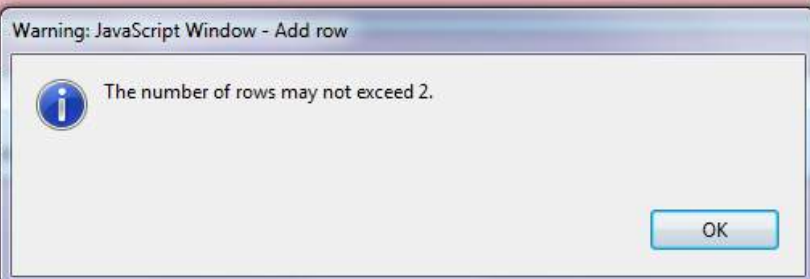 Warning: JavaScript Window - Add row
The number of rows may not exceed 2.
OK